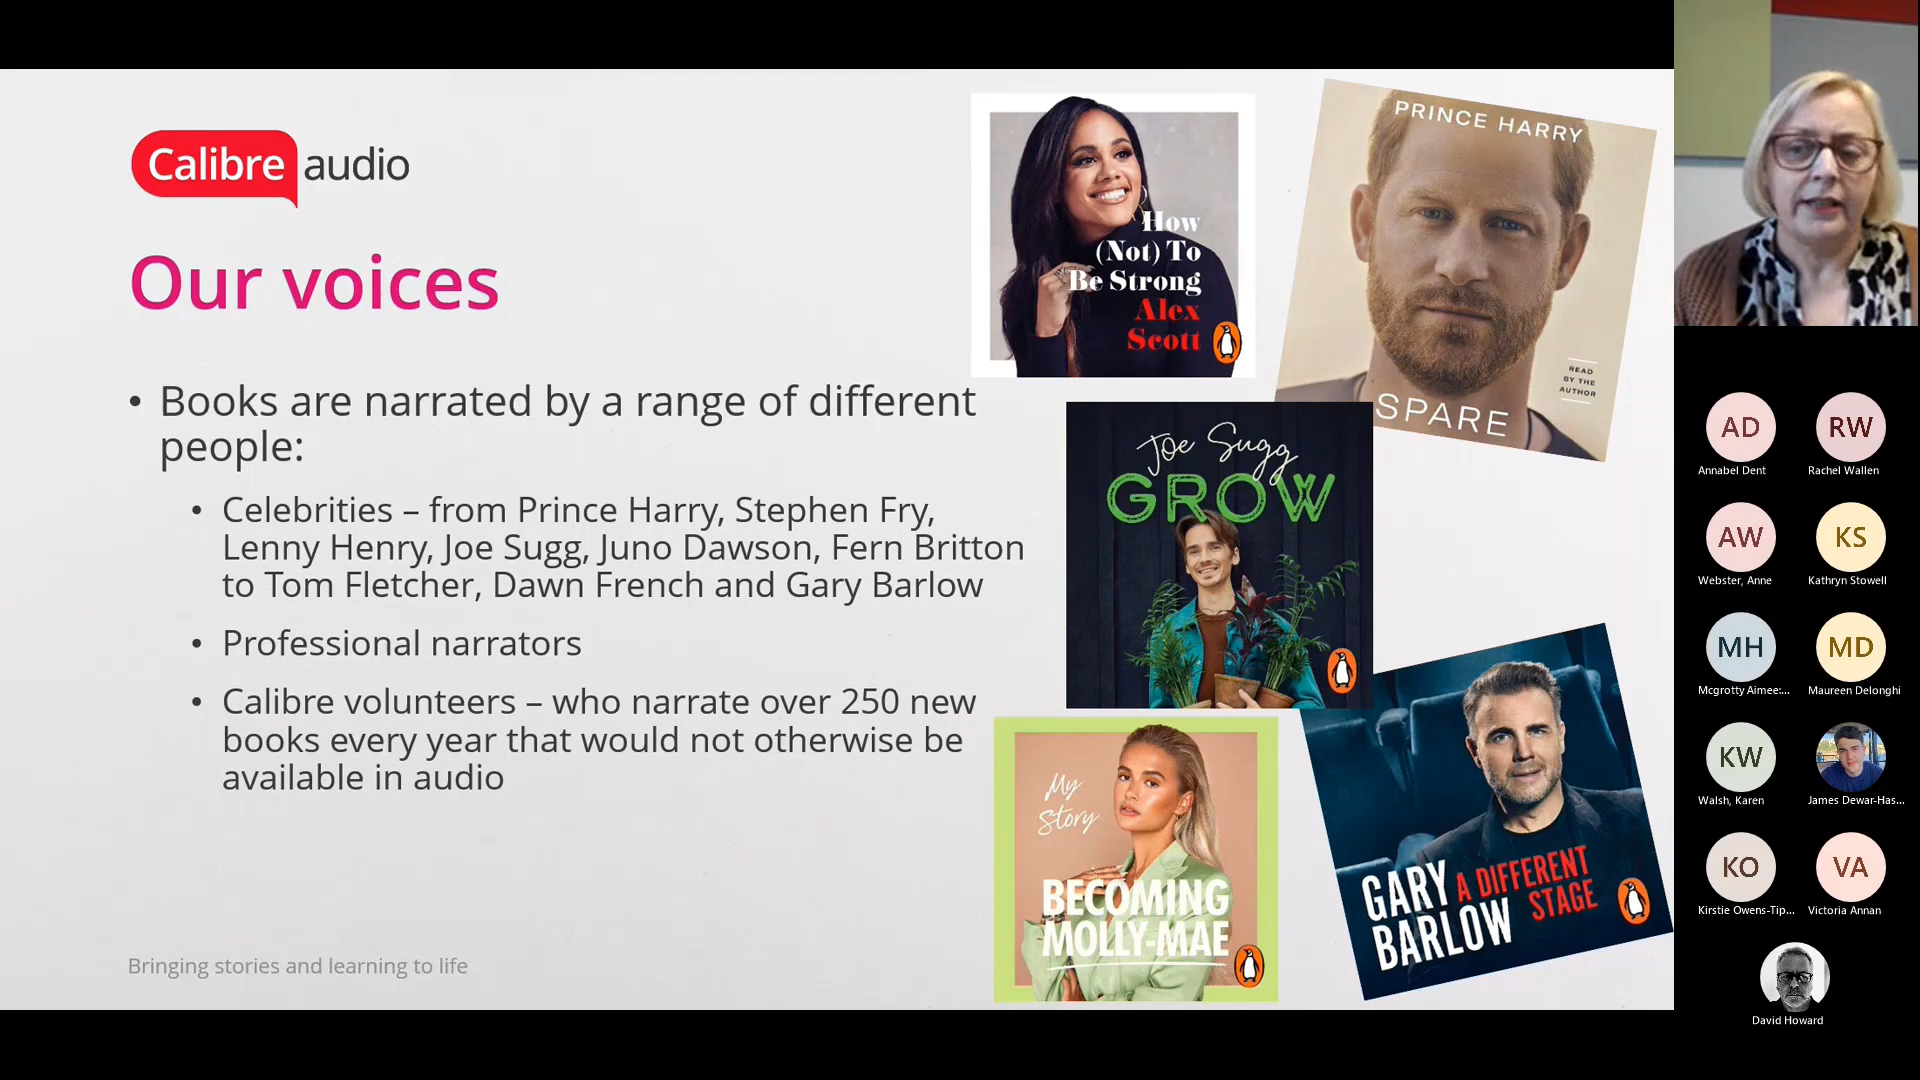 Calibre audio
Our voices
• Books are narrated by a range of different
people:
• Celebrities – from Prince Harry, Stephen Fry,
Lenny Henry, Joe Sugg, Juno Dawson, Fern Britton
to Tom Fletcher, Dawn French and Gary Barlow
• Professional narrators
• Calibre volunteers – who narrate over 250 new
books every year that would not otherwise be
available in audio
Bringing stories and learning to life
How
(Not) To
Be Strong
Alex
Scott
PRINCE HARRY
READ
BY THE
AUTHOR
SPARE
Joe Sugg
GROW
My
Story
BECOMING
MOLLY-MAE
GARY
BARLOW
A DIFFERENT
STAGE
AD
Annabel Dent
RW
Rachel Wallen
AW
Webster, Anne
KS
Kathryn Stowell
MH
Mcgrotty Aimee:...
MD
Maureen Delonghi
KW
Walsh, Karen
James Dewar-Has...
KO
Kirstie Owens-Tip...
VA
Victoria Annan
David Howard